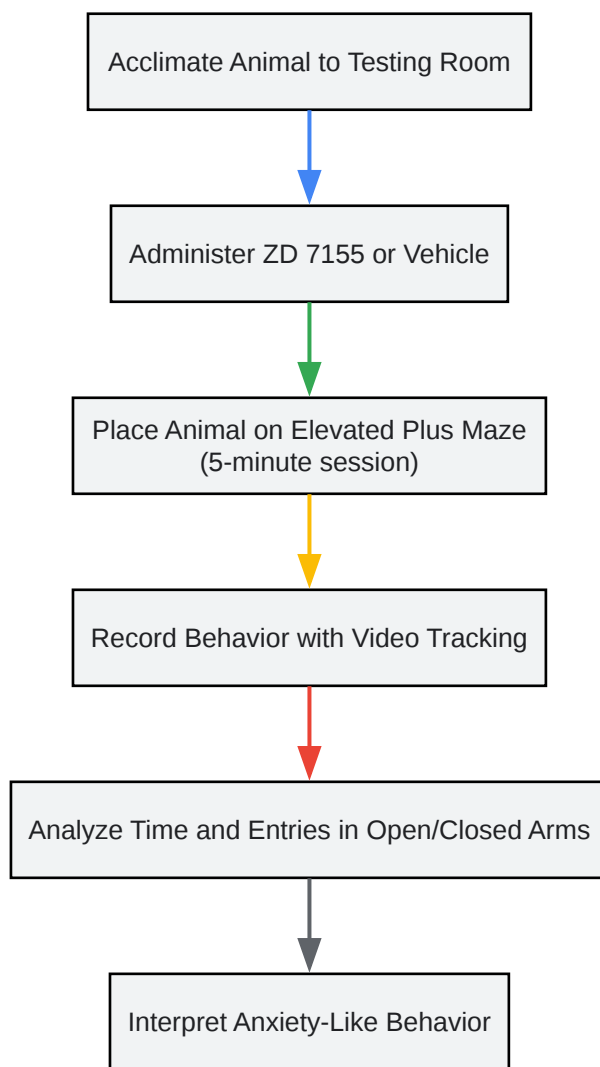 Acclimate Animal to Testing Room
Administer ZD 7155 or Vehicle
Place Animal on Elevated Plus Maze
(5-minute session)
Record Behavior with Video Tracking
Analyze Time and Entries in Open/Closed Arms
Interpret Anxiety-Like Behavior